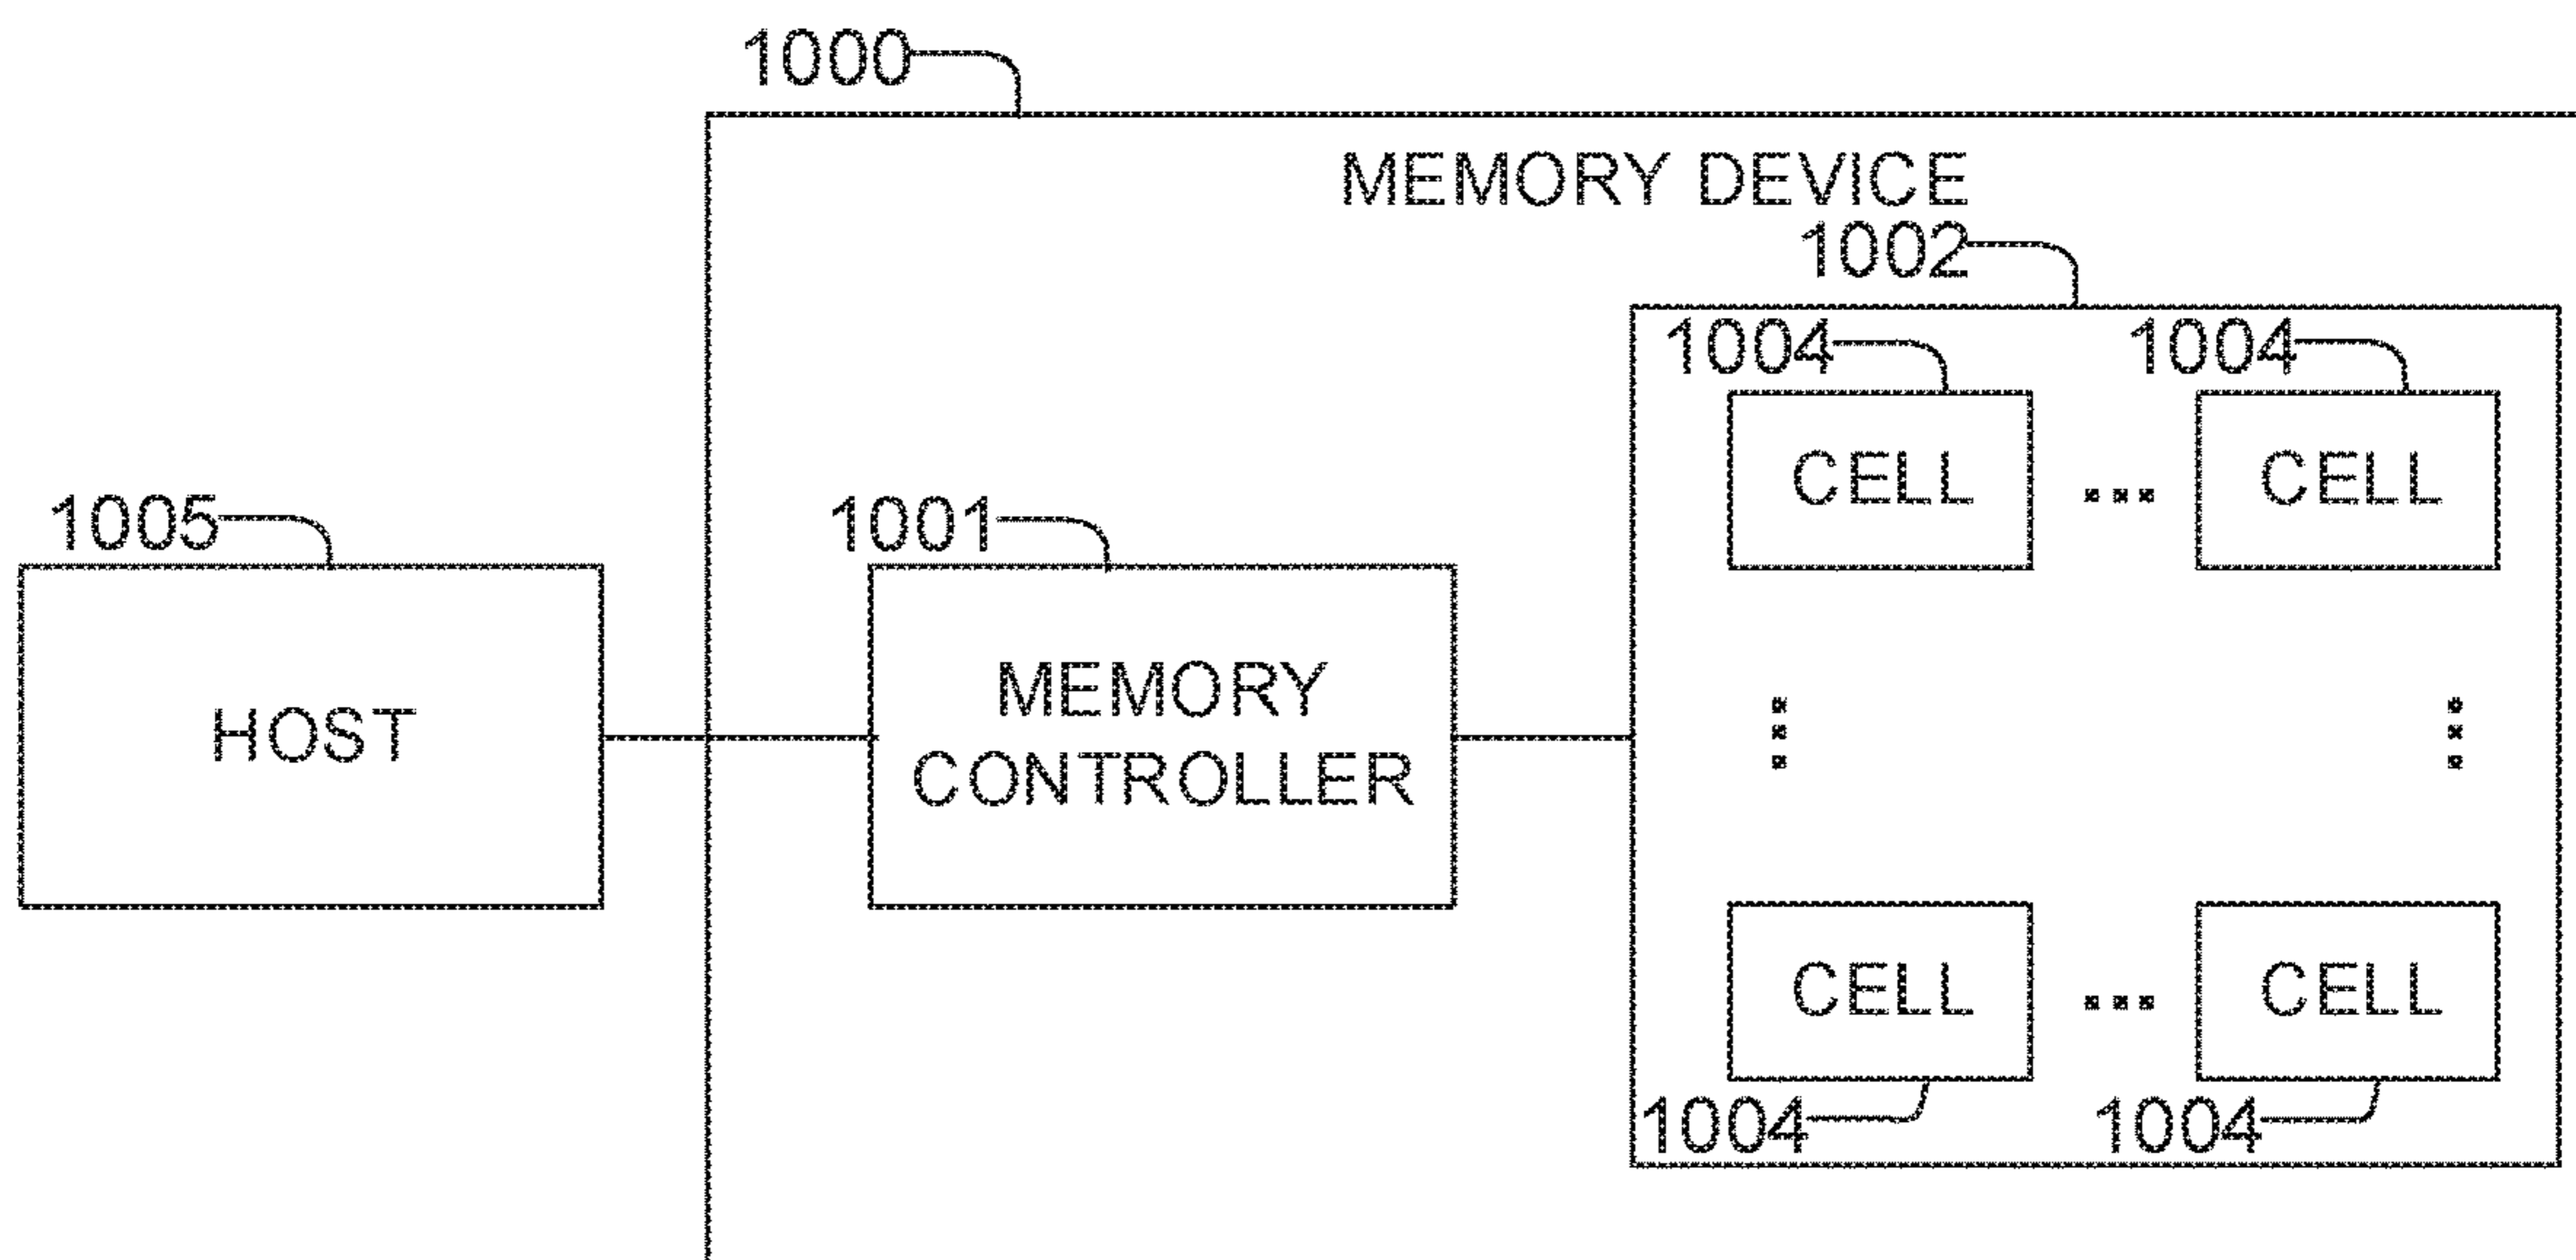 1000
MEMORY DEVICE
1002
1004 1004
CELL ... CELL
1005
1001
HOST
MEMORY
CONTROLLER
CELL ... CELL
1004 1004